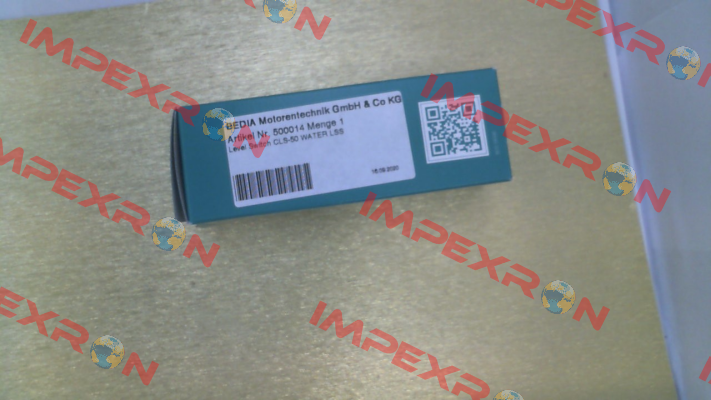 BEDIA Motorentechnik GmbH & Co KG
Artikel Nr. 500014 Menge 1
Level Switch CLS-50 WATER LSS
IMPEXRON
IMPEXRON
IMPEXRON
IMPEXRON
IMPEXRON
IMPEXRON
IMPEXRON